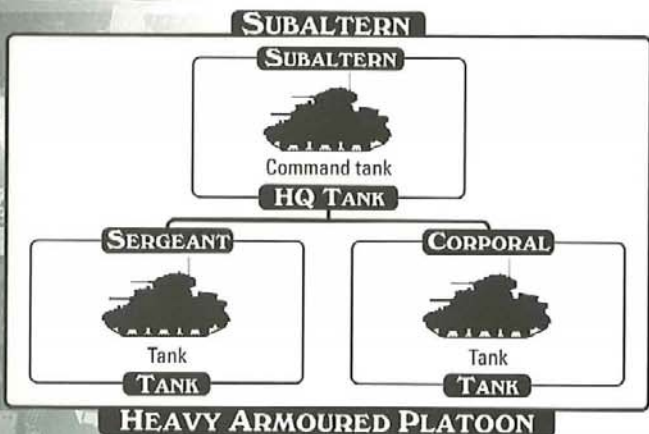 SUBALTERN
SUBALTERN
Command tank
HQ TANK
SERGEANT
CORPORAL
Tank
Tank
TANK
TANK
HEAVY ARMOURED PLATOON